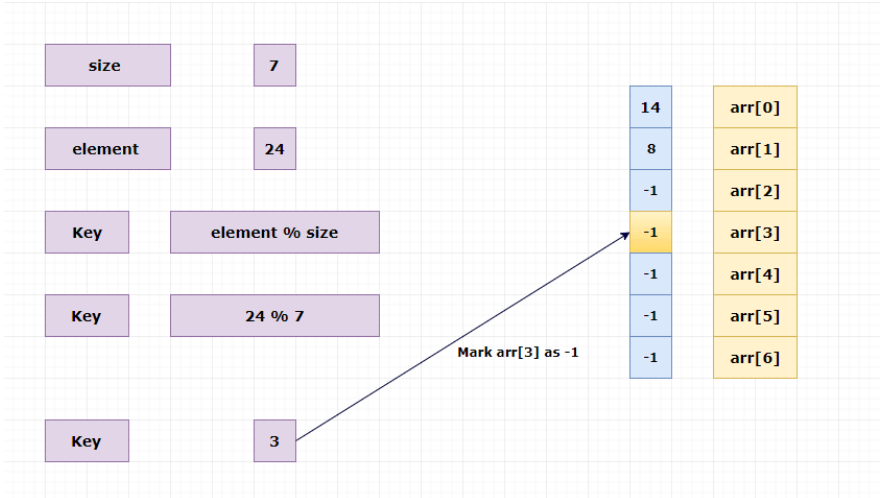 size 7
14 arr[0]
element 24
8 arr[1]
-1 arr[2]
Key element % size
-1 arr[3]
-1 arr[4]
Key 24 % 7
-1 arr[5]
Mark arr[3] as -1
-1 arr[6]
Key 3